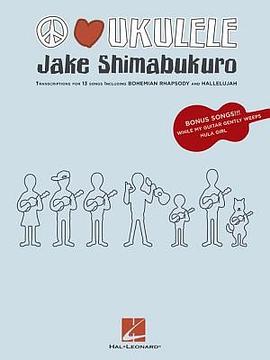 UKULELE
Jake Shimabukuro
TRANSCRIPTIONS FOR 13 SONGS INCLUDING BOHEMIAN RHAPSODY AND HALLELUJAH
BONUS SONGS!!!
WHILE MY GUITAR GENTLY WEEPS
HULA GIRL
HAL•LEONARD®